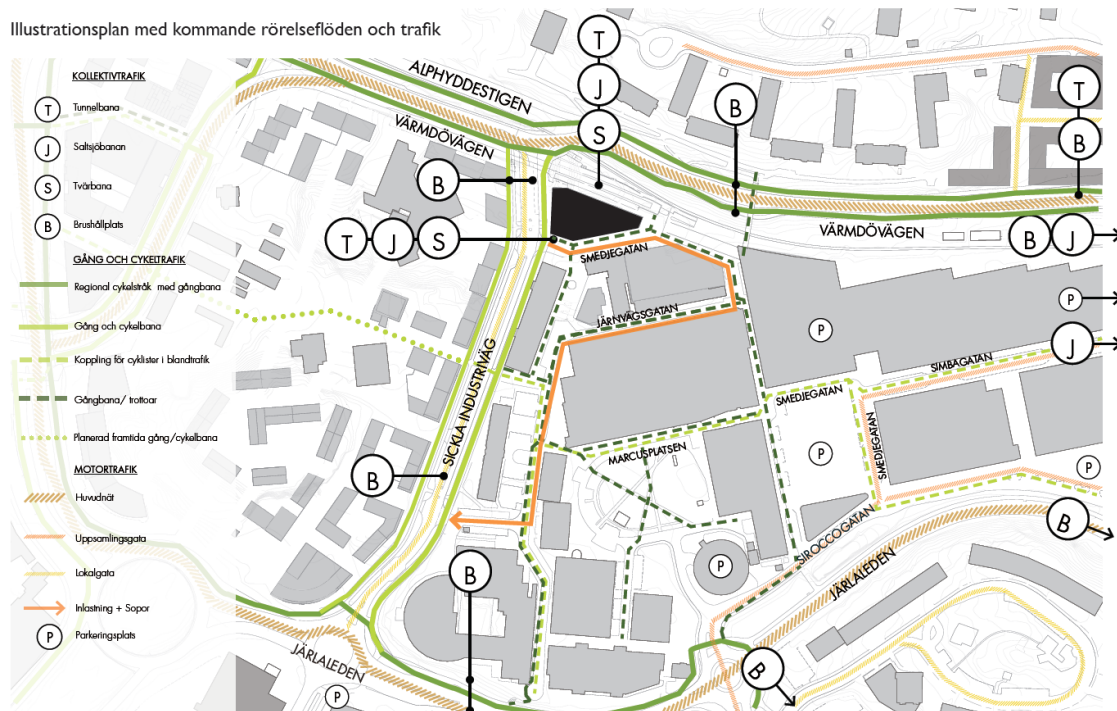 Illustrationsplan med kommande rörelseflöden och trafik
KOLLEKTIVTRAFIK
T Tunnelbana
J Saltsjöbanan
S Tvärbana
B Brushållplats
GÅNG OCH CYKELTRAFIK
Regional cykelstråk med gångbana
Gång och cykelbana
Koppling för cyklister i blandtrafik
Gångbana/ trottoar
Planerad framtida gång/cykelbana
MOTORTRAFIK
Huvudnät
Uppsamlingsgata
Lokalgata
Inlastning + Sopor
P Parkeringsplats
T
J
S
ALPHYDDESTIGEN
VÄRMDÖVÄGEN
B
T
B
B
T J S
VÄRMDÖVÄGEN
B J
SMEDJEGATAN
JÄRNVÄGSGATAN
P
P
J
SIMBAGATAN
SMEDJEGATAN
SMEDJEGATAN
SICKLA INDUSTRIVÄG
MARCUSPLATSEN
P
P
B
B
SIROCCOGATAN
P
JÄRLALEDEN
B
JÄRLALEDEN
B
P